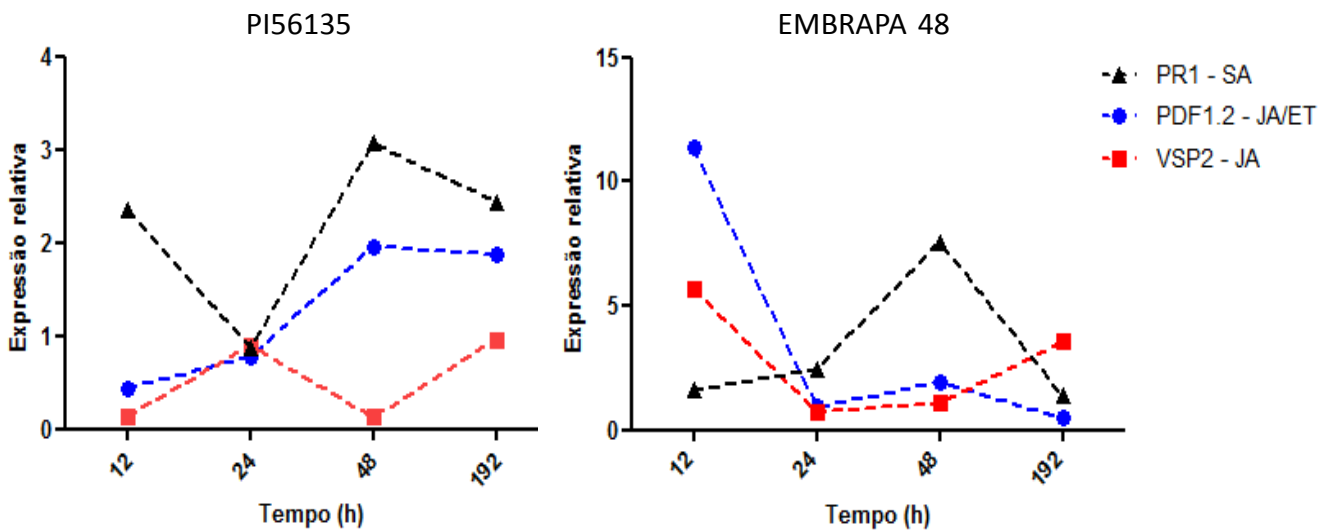 PI56135
EMBRAPA 48
Expressão relativa
4
3
2
1
0
12
24
48
192
Tempo (h)
Expressão relativa
15
10
5
0
12
24
48
192
Tempo (h)
PR1 - SA
PDF1.2 - JA/ET
VSP2 - JA